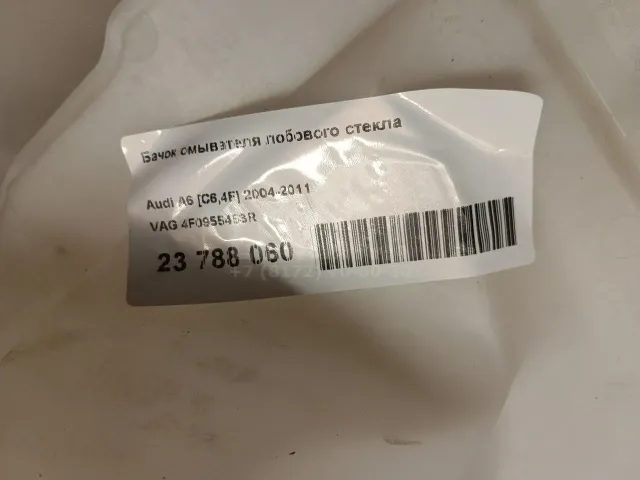 Бачок омывателя лобового стекла
Audi A6 [C6,4F] 2004-2011
VAG 4F0955453R
23 788 060